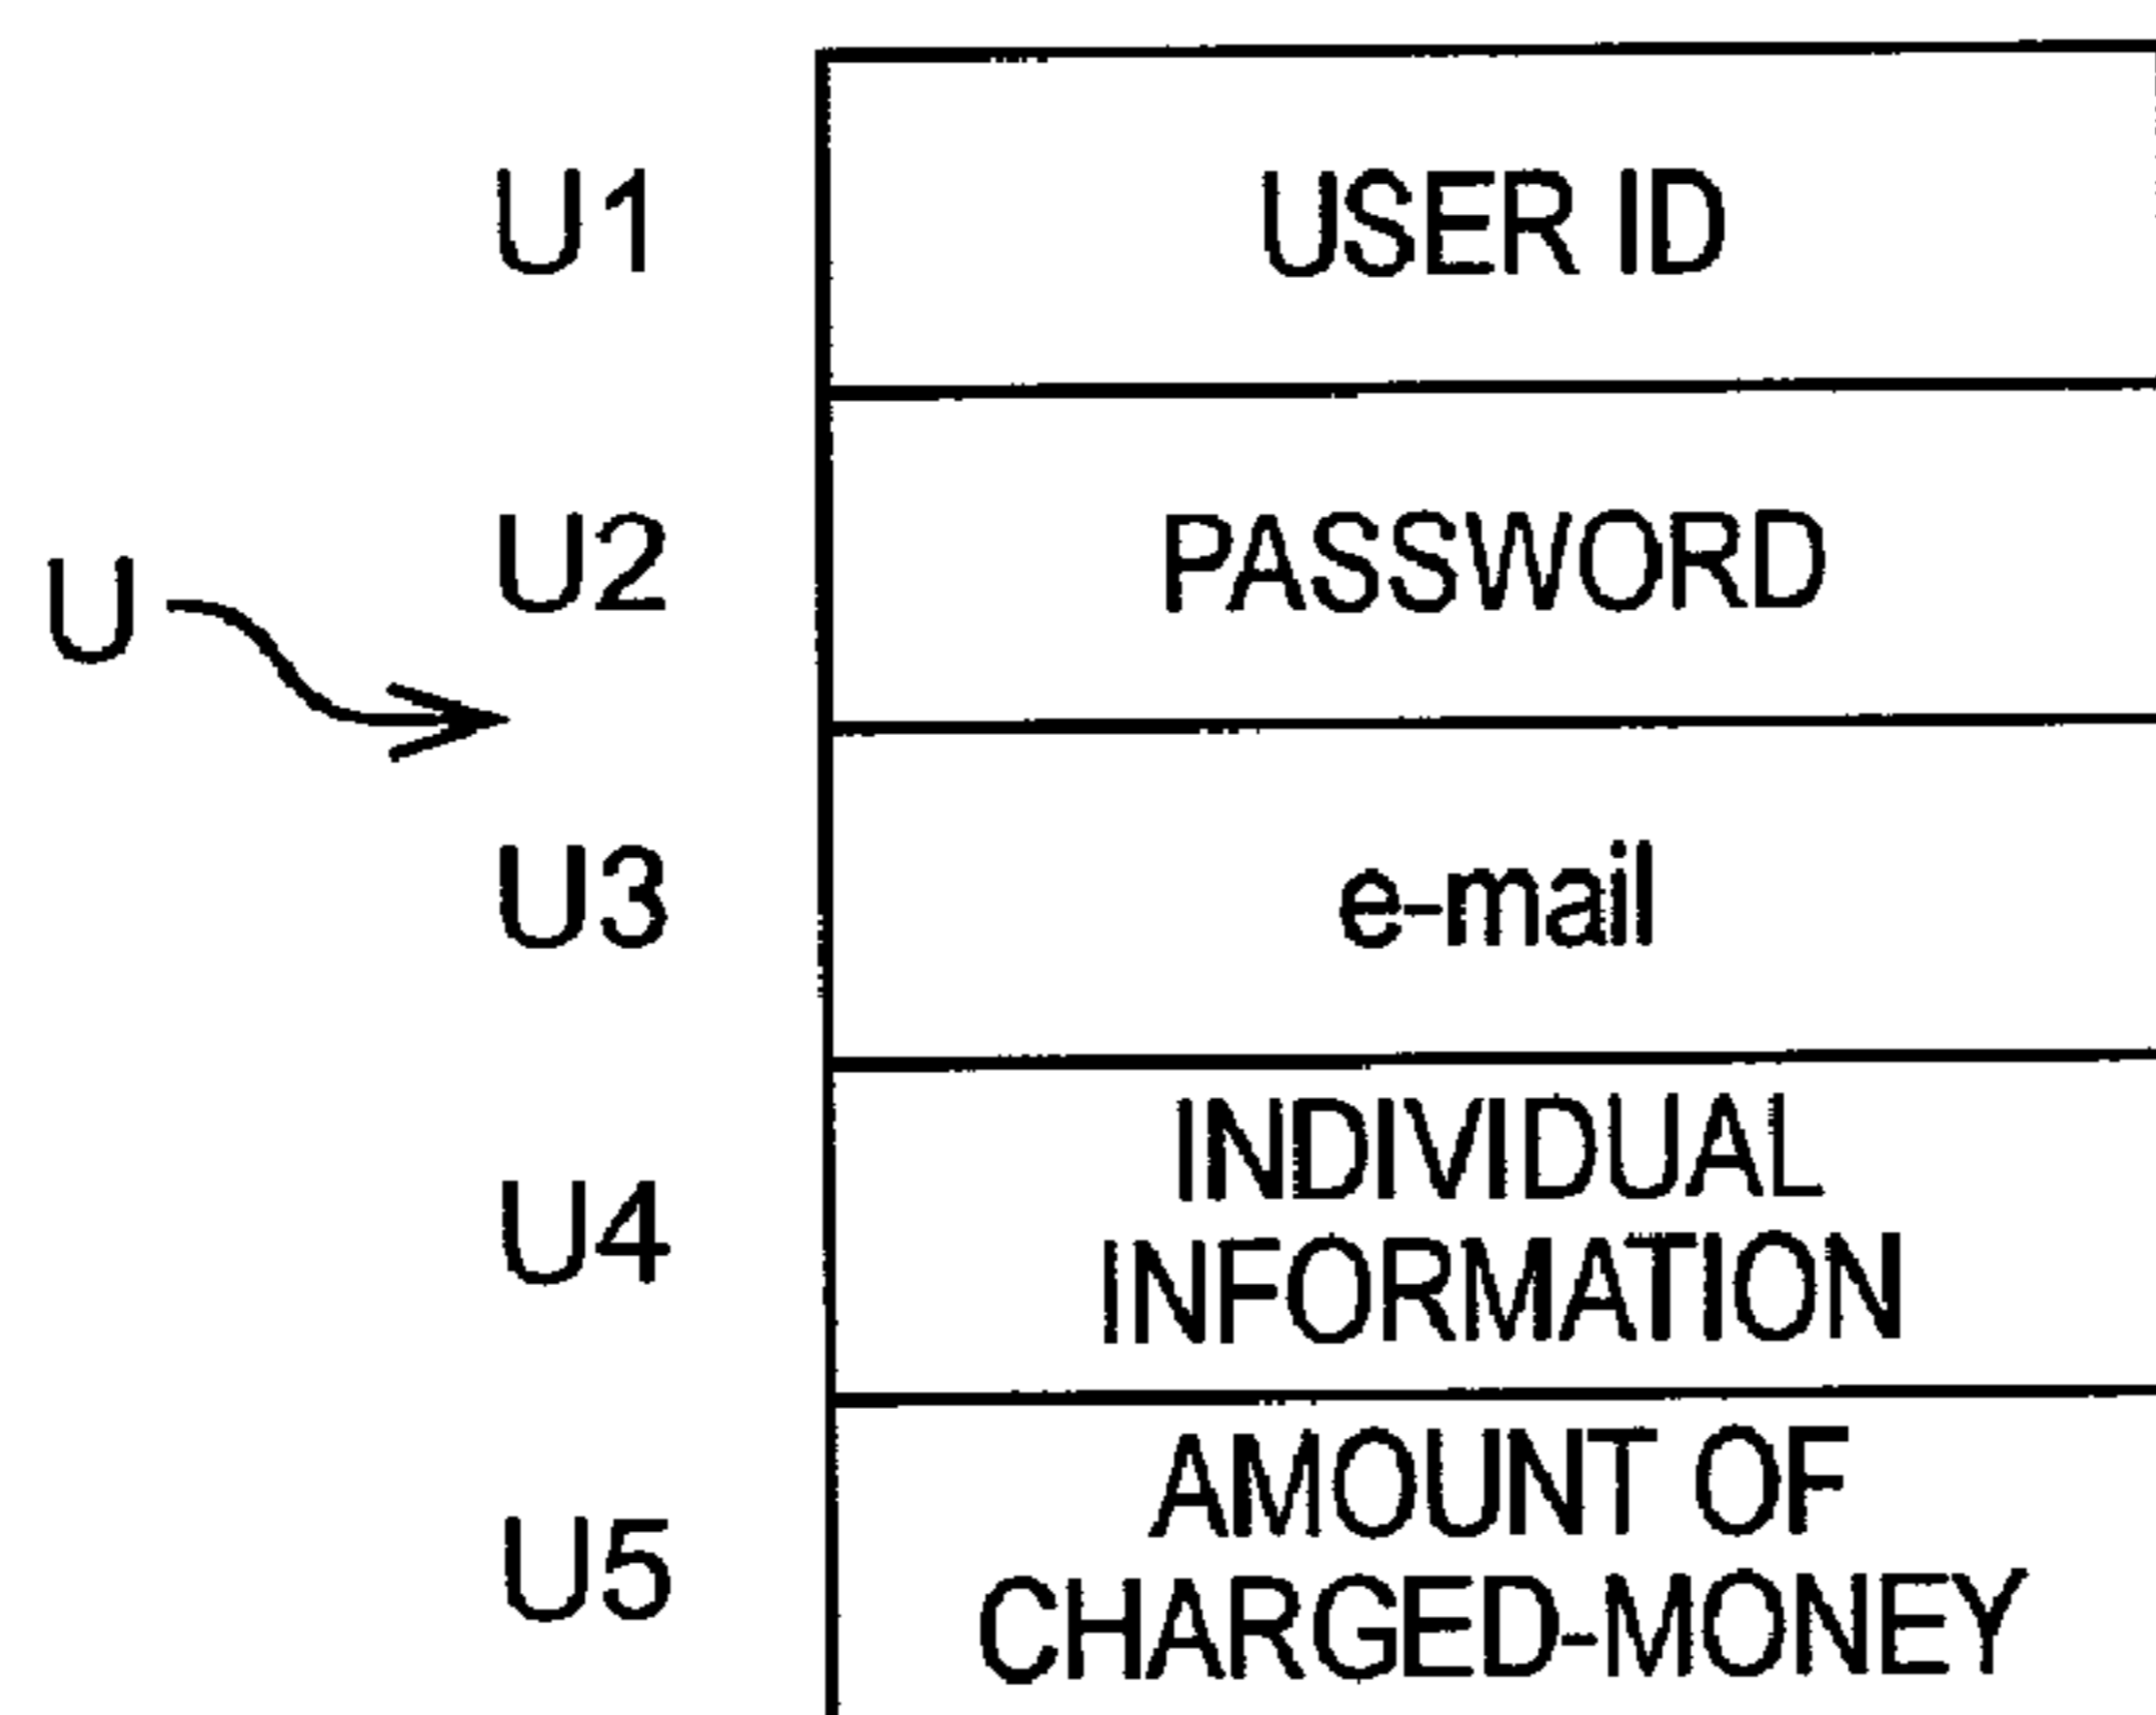 U1 USER ID
U2 PASSWORD
U
U3 e-mail
U4 INDIVIDUAL
INFORMATION
U5 AMOUNT OF
CHARGED-MONEY